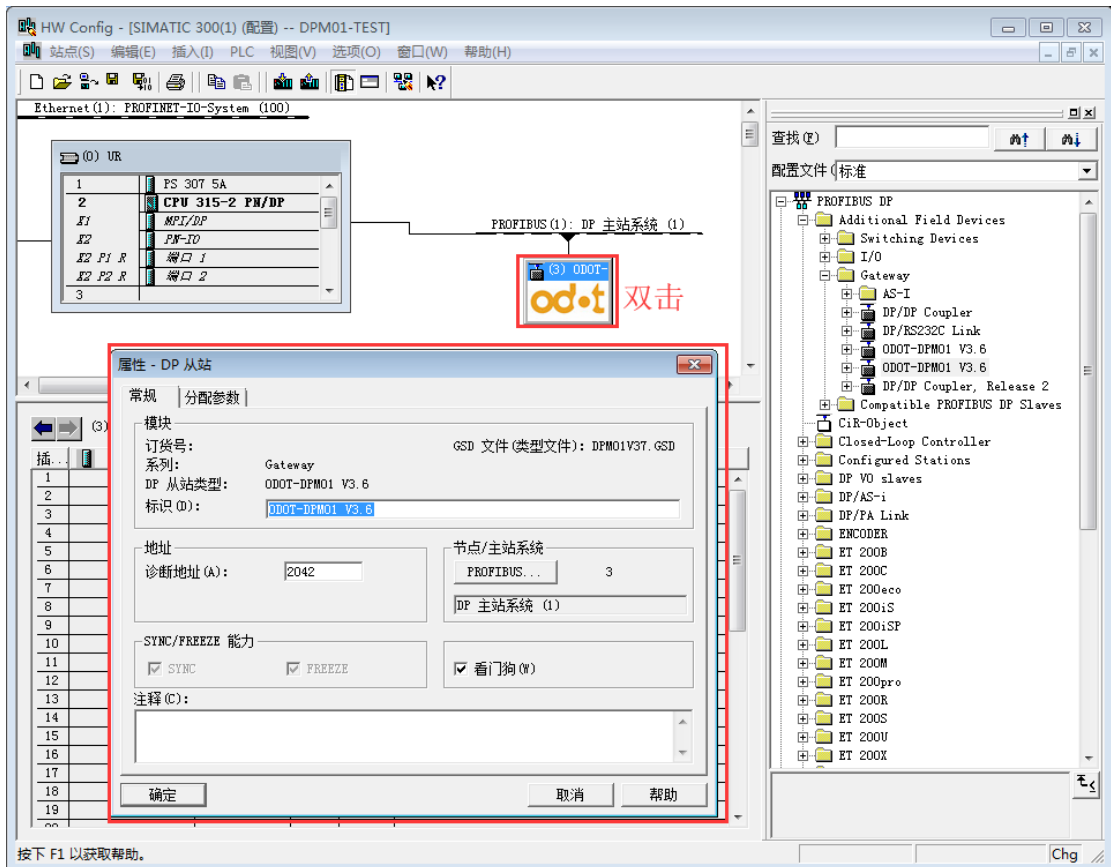 HW Config - [SIMATIC 300(1) (配置) -- DPM01-TEST]
站点(S) 编辑(E) 插入(I) PLC 视图(V) 选项(O) 窗口(W) 帮助(H)
Ethernet(1): PROFINET-IO-System (100)
(0) UR
1 PS 307 5A
2 CPU 315-2 PN/DP
X1 MPI/DP
X2 PN-IO
X2 P1 R 端口 1
X2 P2 R 端口 2
3
PROFIBUS(1): DP 主站系统 (1)
(3) ODOT-
odot
双击
查找(F)
配置文件(
标准
PROFIBUS DP
Additional Field Devices
Switching Devices
I/O
Gateway
AS-I
DP/DP Coupler
DP/RS232C Link
ODOT-DPM01 V3.6
ODOT-DPM01 V3.6
DP/DP Coupler, Release 2
Compatible PROFIBUS DP Slaves
CiR-Object
Closed-Loop Controller
Configured Stations
DP V0 slaves
DP/AS-i
DP/PA Link
ENCODER
ET 200B
ET 200C
ET 200eco
ET 200iS
ET 200iSP
ET 200L
ET 200M
ET 200pro
ET 200R
ET 200S
ET 200U
ET 200X
(3)
插...
1
2
3
4
5
6
7
8
9
10
11
12
13
14
15
16
17
18
19
属性 - DP 从站
常规 分配参数
模块
订货号: GSD 文件(类型文件): DPM01V37.GSD
系列: Gateway
DP 从站类型: ODOT-DPM01 V3.6
标识(D): ODOT-DPM01 V3.6
地址
诊断地址(A): 2042
节点/主站系统
PROFIBUS... 3
DP 主站系统 (1)
SYNC/FREEZE 能力
SYNC FREEZE
看门狗(W)
注释(C):
确定 取消 帮助
按下 F1 以获取帮助。
Chg